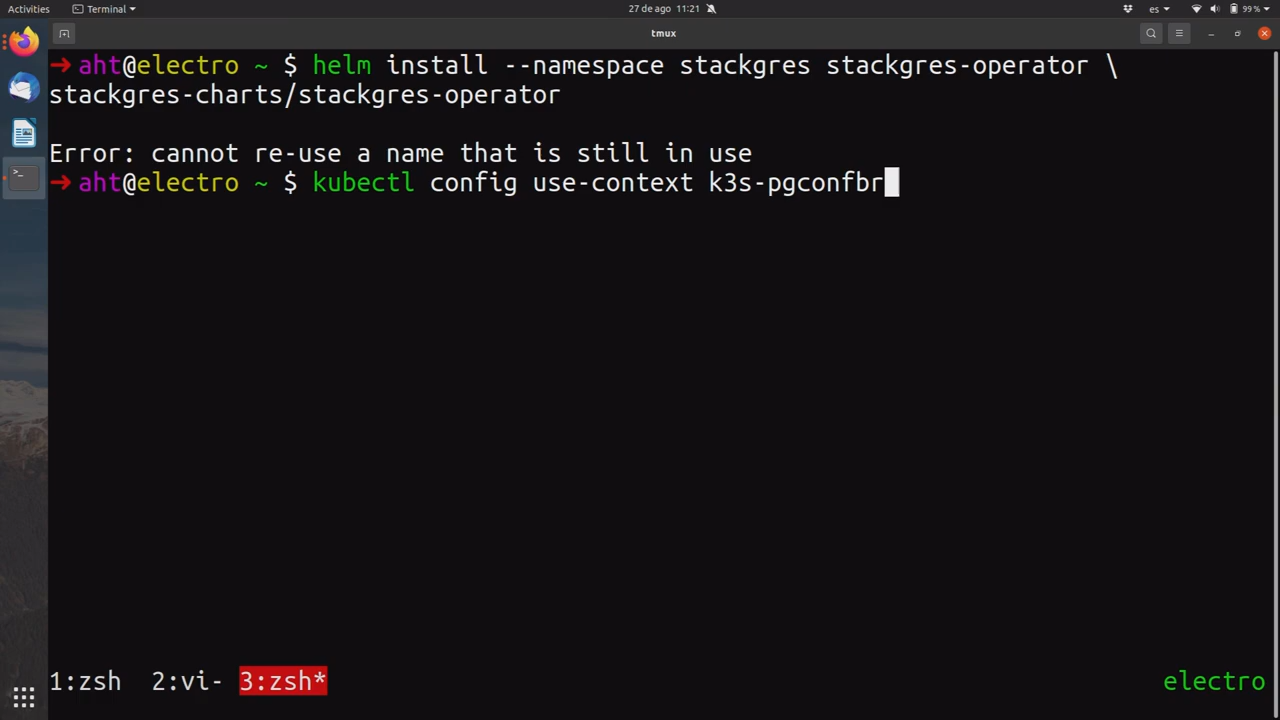 Activities Terminal 27 de ago 11:21 es 99%
tmux
➜ aht@electro ~ $ helm install --namespace stackgres stackgres-operator \
stackgres-charts/stackgres-operator
Error: cannot re-use a name that is still in use
➜ aht@electro ~ $ kubectl config use-context k3s-pgconfbr
1:zsh 2:vi- 3:zsh* electro